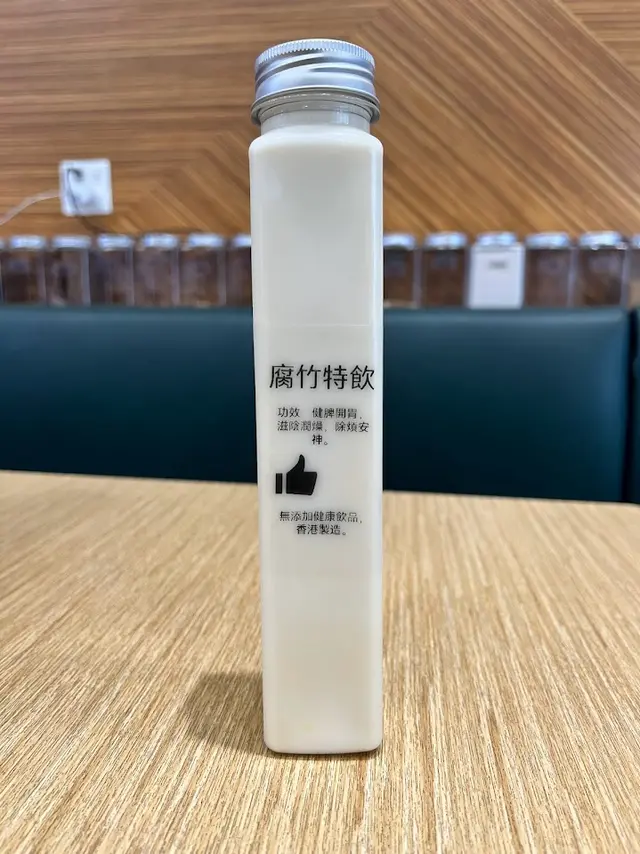 腐竹特飲
功效　健脾開胃，
滋陰潤燥，除煩安
神。
無添加健康飲品，
香港製造。